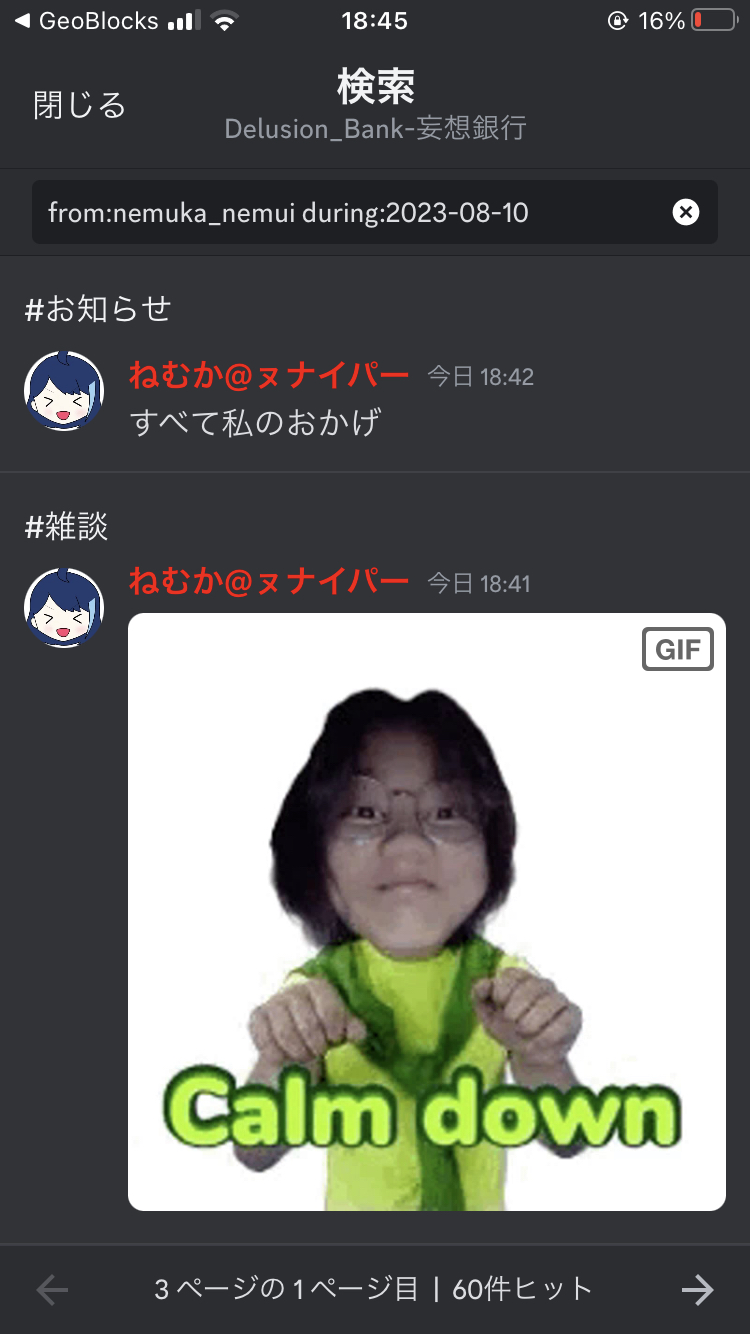 ◀ GeoBlocks 18:45 16%
閉じる
検索
Delusion_Bank-妄想銀行
from:nemuka_nemui during:2023-08-10
#お知らせ
ねむか@ㇴナイパー 今日 18:42
すべて私のおかげ
#雑談
ねむか@ㇴナイパー 今日 18:41
GIF
Calm down
3 ページの 1 ページ目 | 60件ヒット